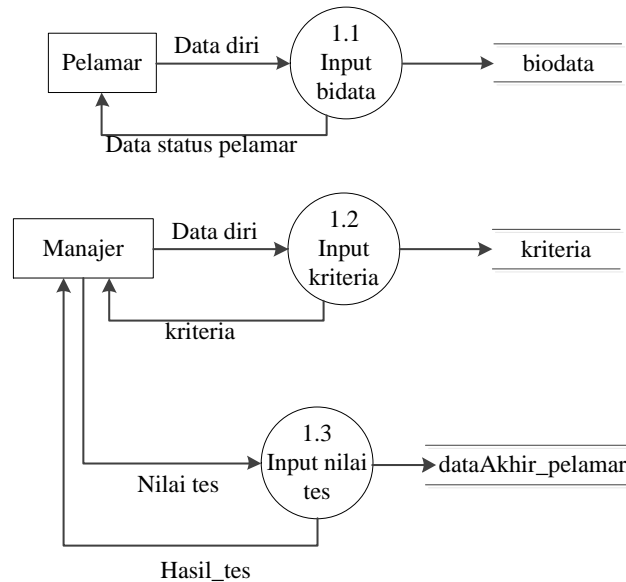 Pelamar
Data diri
1.1
Input
bidata
biodata
Data status pelamar
Manajer
Data diri
1.2
Input
kriteria
kriteria
kriteria
1.3
Input nilai
tes
dataAkhir_pelamar
Nilai tes
Hasil_tes